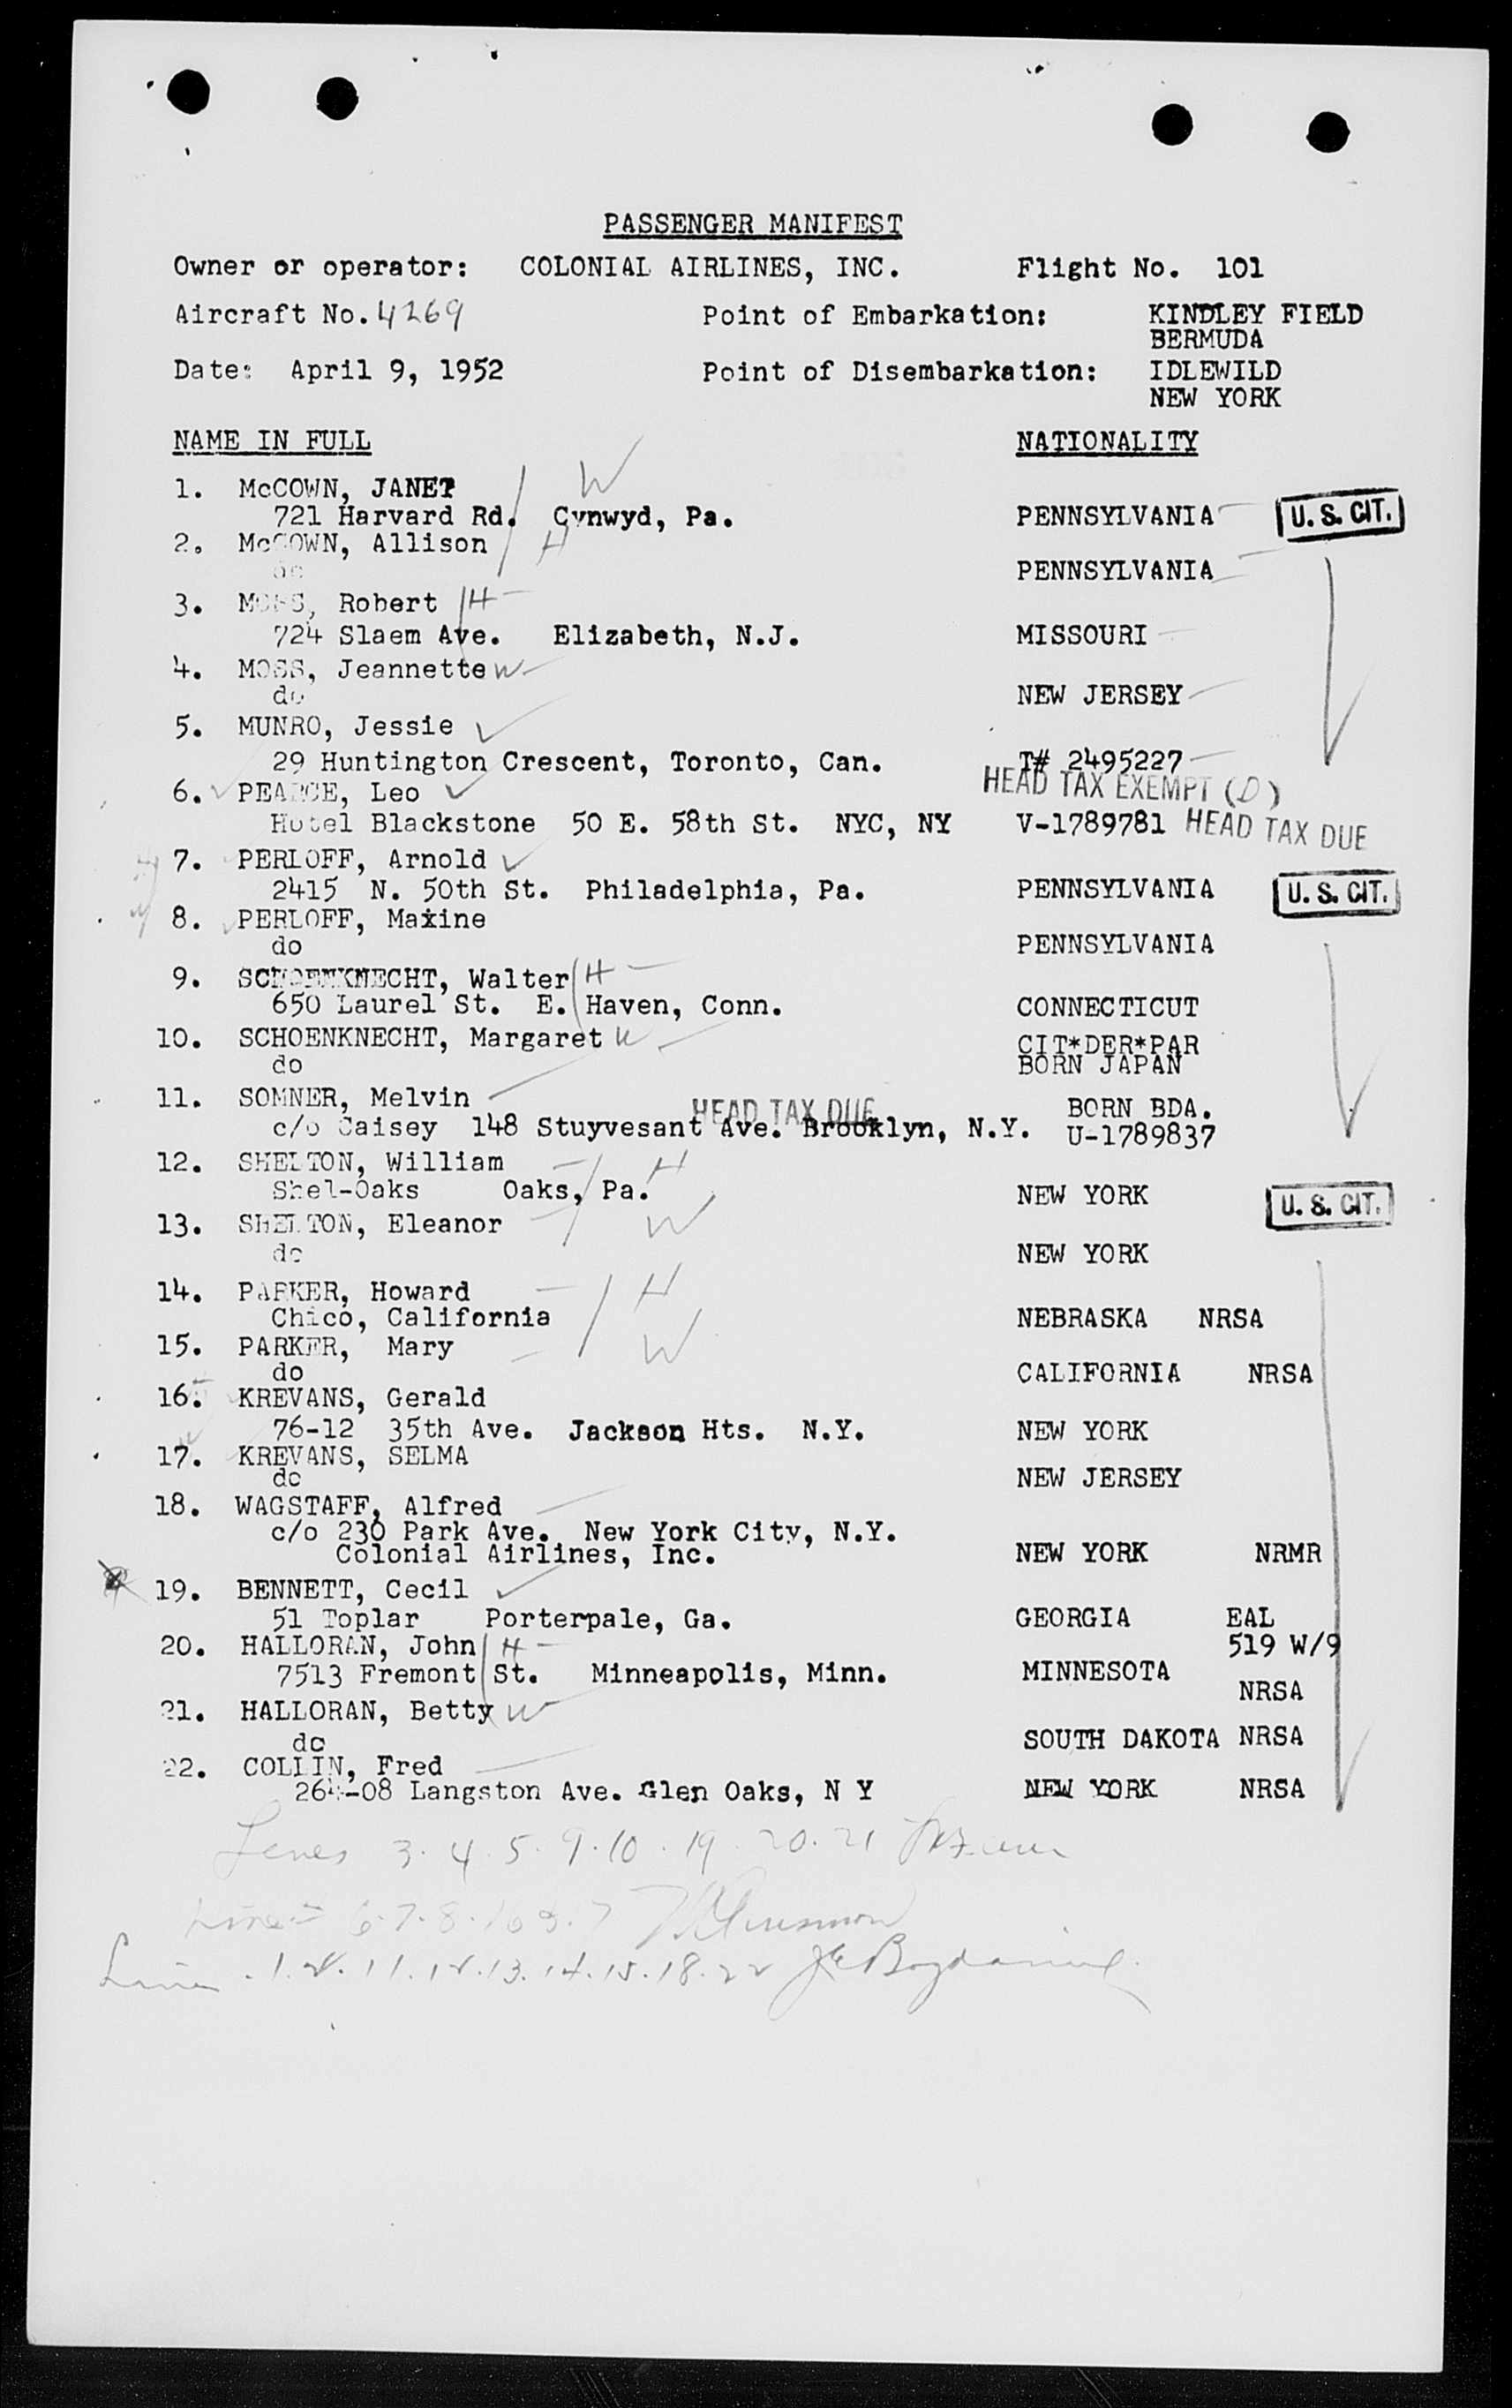 PASSENGER MANIFEST
Owner or operator: COLONIAL AIRLINES, INC. Flight No. 101
Aircraft No. 4269 Point of Embarkation: KINDLEY FIELD
BERMUDA
Date: April 9, 1952 Point of Disembarkation: IDLEWILD
NEW YORK
NAME IN FULL NATIONALITY
1. McCOWN, JANET W
721 Harvard Rd. Cynwyd, Pa. PENNSYLVANIA U. S. CIT.
2. McCOWN, Allison H
do PENNSYLVANIA
3. MOSS, Robert H
724 Slaem Ave. Elizabeth, N.J. MISSOURI
4. MOSS, Jeannette W
do NEW JERSEY
5. MUNRO, Jessie
29 Huntington Crescent, Toronto, Can. T# 2495227
HEAD TAX EXEMPT (D)
6. PEARCE, Leo
Hotel Blackstone 50 E. 58th St. NYC, NY V-1789781 HEAD TAX DUE
7. PERLOFF, Arnold
2415 N. 50th St. Philadelphia, Pa. PENNSYLVANIA U. S. CIT.
8. PERLOFF, Maxine
do PENNSYLVANIA
9. SCHOENKNECHT, Walter H
650 Laurel St. E. Haven, Conn. CONNECTICUT
10. SCHOENKNECHT, Margaret W CIT*DER*PAR
do BORN JAPAN
11. SOMNER, Melvin HEAD TAX DUE BORN BDA.
c/o Caisey 148 Stuyvesant Ave. Brooklyn, N.Y. U-1789837
12. SHELTON, William H
Shel-Oaks Oaks, Pa. NEW YORK U. S. CIT.
13. SHELTON, Eleanor W
do NEW YORK
14. PARKER, Howard H
Chico, California NEBRASKA NRSA
15. PARKER, Mary W
do CALIFORNIA NRSA
16. KREVANS, Gerald
76-12 35th Ave. Jackson Hts. N.Y. NEW YORK
17. KREVANS, SELMA
do NEW JERSEY
18. WAGSTAFF, Alfred
c/o 230 Park Ave. New York City, N.Y.
Colonial Airlines, Inc. NEW YORK NRMR
19. BENNETT, Cecil
51 Toplar Porterpale, Ga. GEORGIA EAL
20. HALLORAN, John H 519 W/9
7513 Fremont St. Minneapolis, Minn. MINNESOTA
NRSA
21. HALLORAN, Betty W
do SOUTH DAKOTA NRSA
22. COLLIN, Fred
264-08 Langston Ave. Glen Oaks, N Y NEW YORK NRSA
3. 4. 5. 9. 10. 19 20. 21
6. 7. 8. 16
1. 2. 11. 12. 13. 14. 15. 18. 22